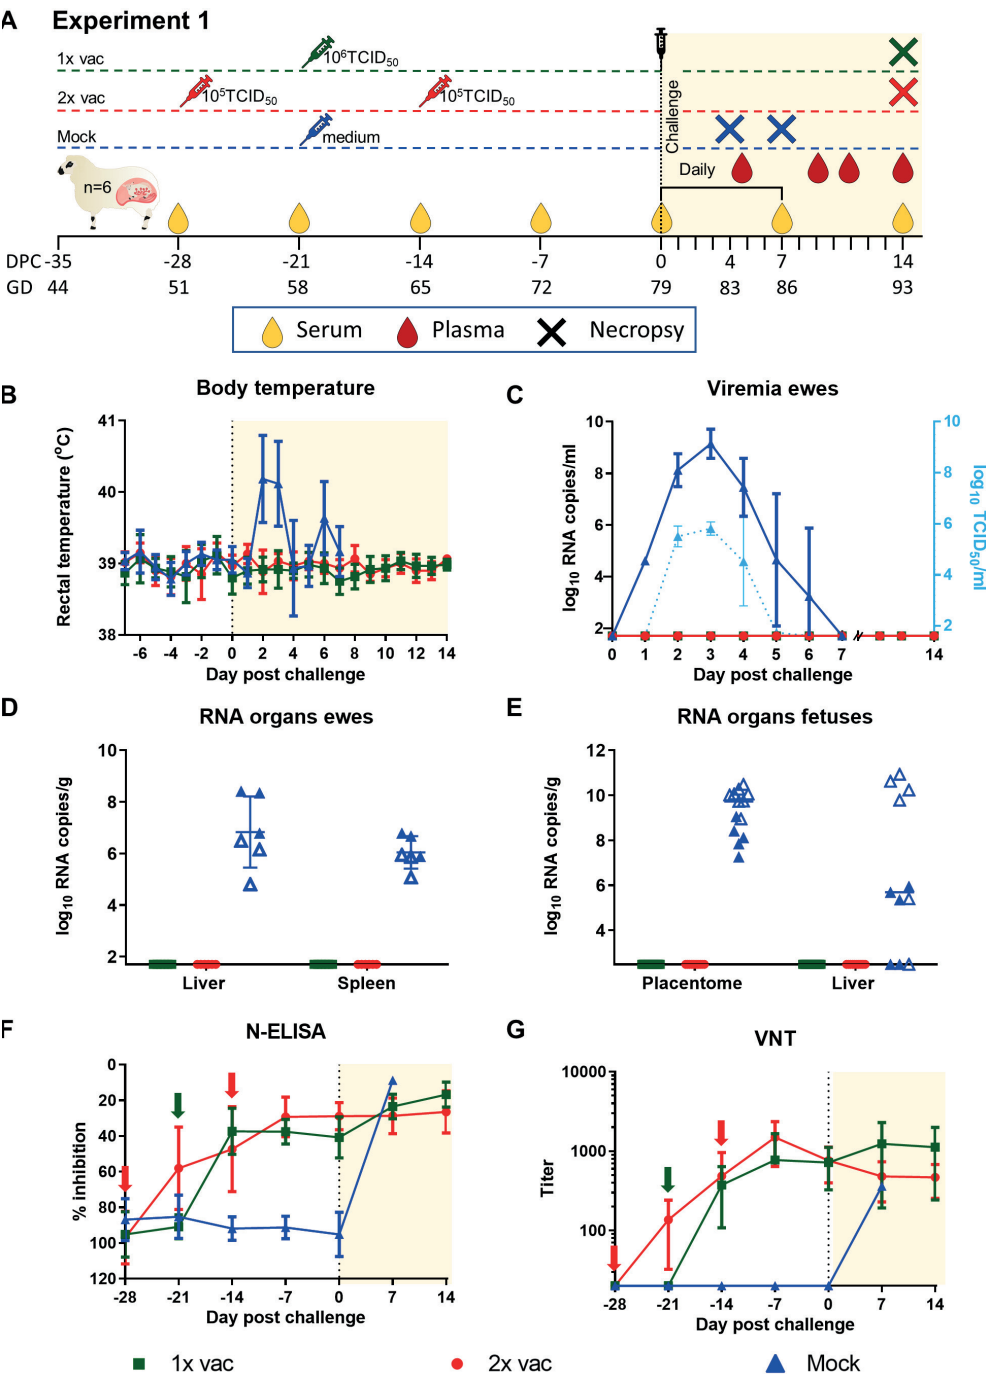 A Experiment 1
1x vac
10⁶TCID₅₀
2x vac
10⁵TCID₅₀ 10⁵TCID₅₀
Mock
medium
Challenge
n=6
Daily
DPC -35 -28 -21 -14 -7 0 4 7 14
GD 44 51 58 65 72 79 83 86 93
Serum Plasma Necropsy
B Body temperature
Rectal temperature (⁰C)
41
40
39
38
-6 -4 -2 0 2 4 6 8 10 12 14
Day post challenge
C Viremia ewes
log₁₀ RNA copies/ml
10
8
6
4
2
log₁₀ TCID₅₀/ml
10
8
6
4
2
0 1 2 3 4 5 6 7 14
Day post challenge
D RNA organs ewes
log₁₀ RNA copies/g
10
8
6
4
2
Liver Spleen
E RNA organs fetuses
log₁₀ RNA copies/g
12
10
8
6
4
Placentome Liver
F N-ELISA
% inhibition
0
20
40
60
80
100
120
-28 -21 -14 -7 0 7 14
Day post challenge
G VNT
Titer
10000
1000
100
-28 -21 -14 -7 0 7 14
Day post challenge
1x vac 2x vac Mock